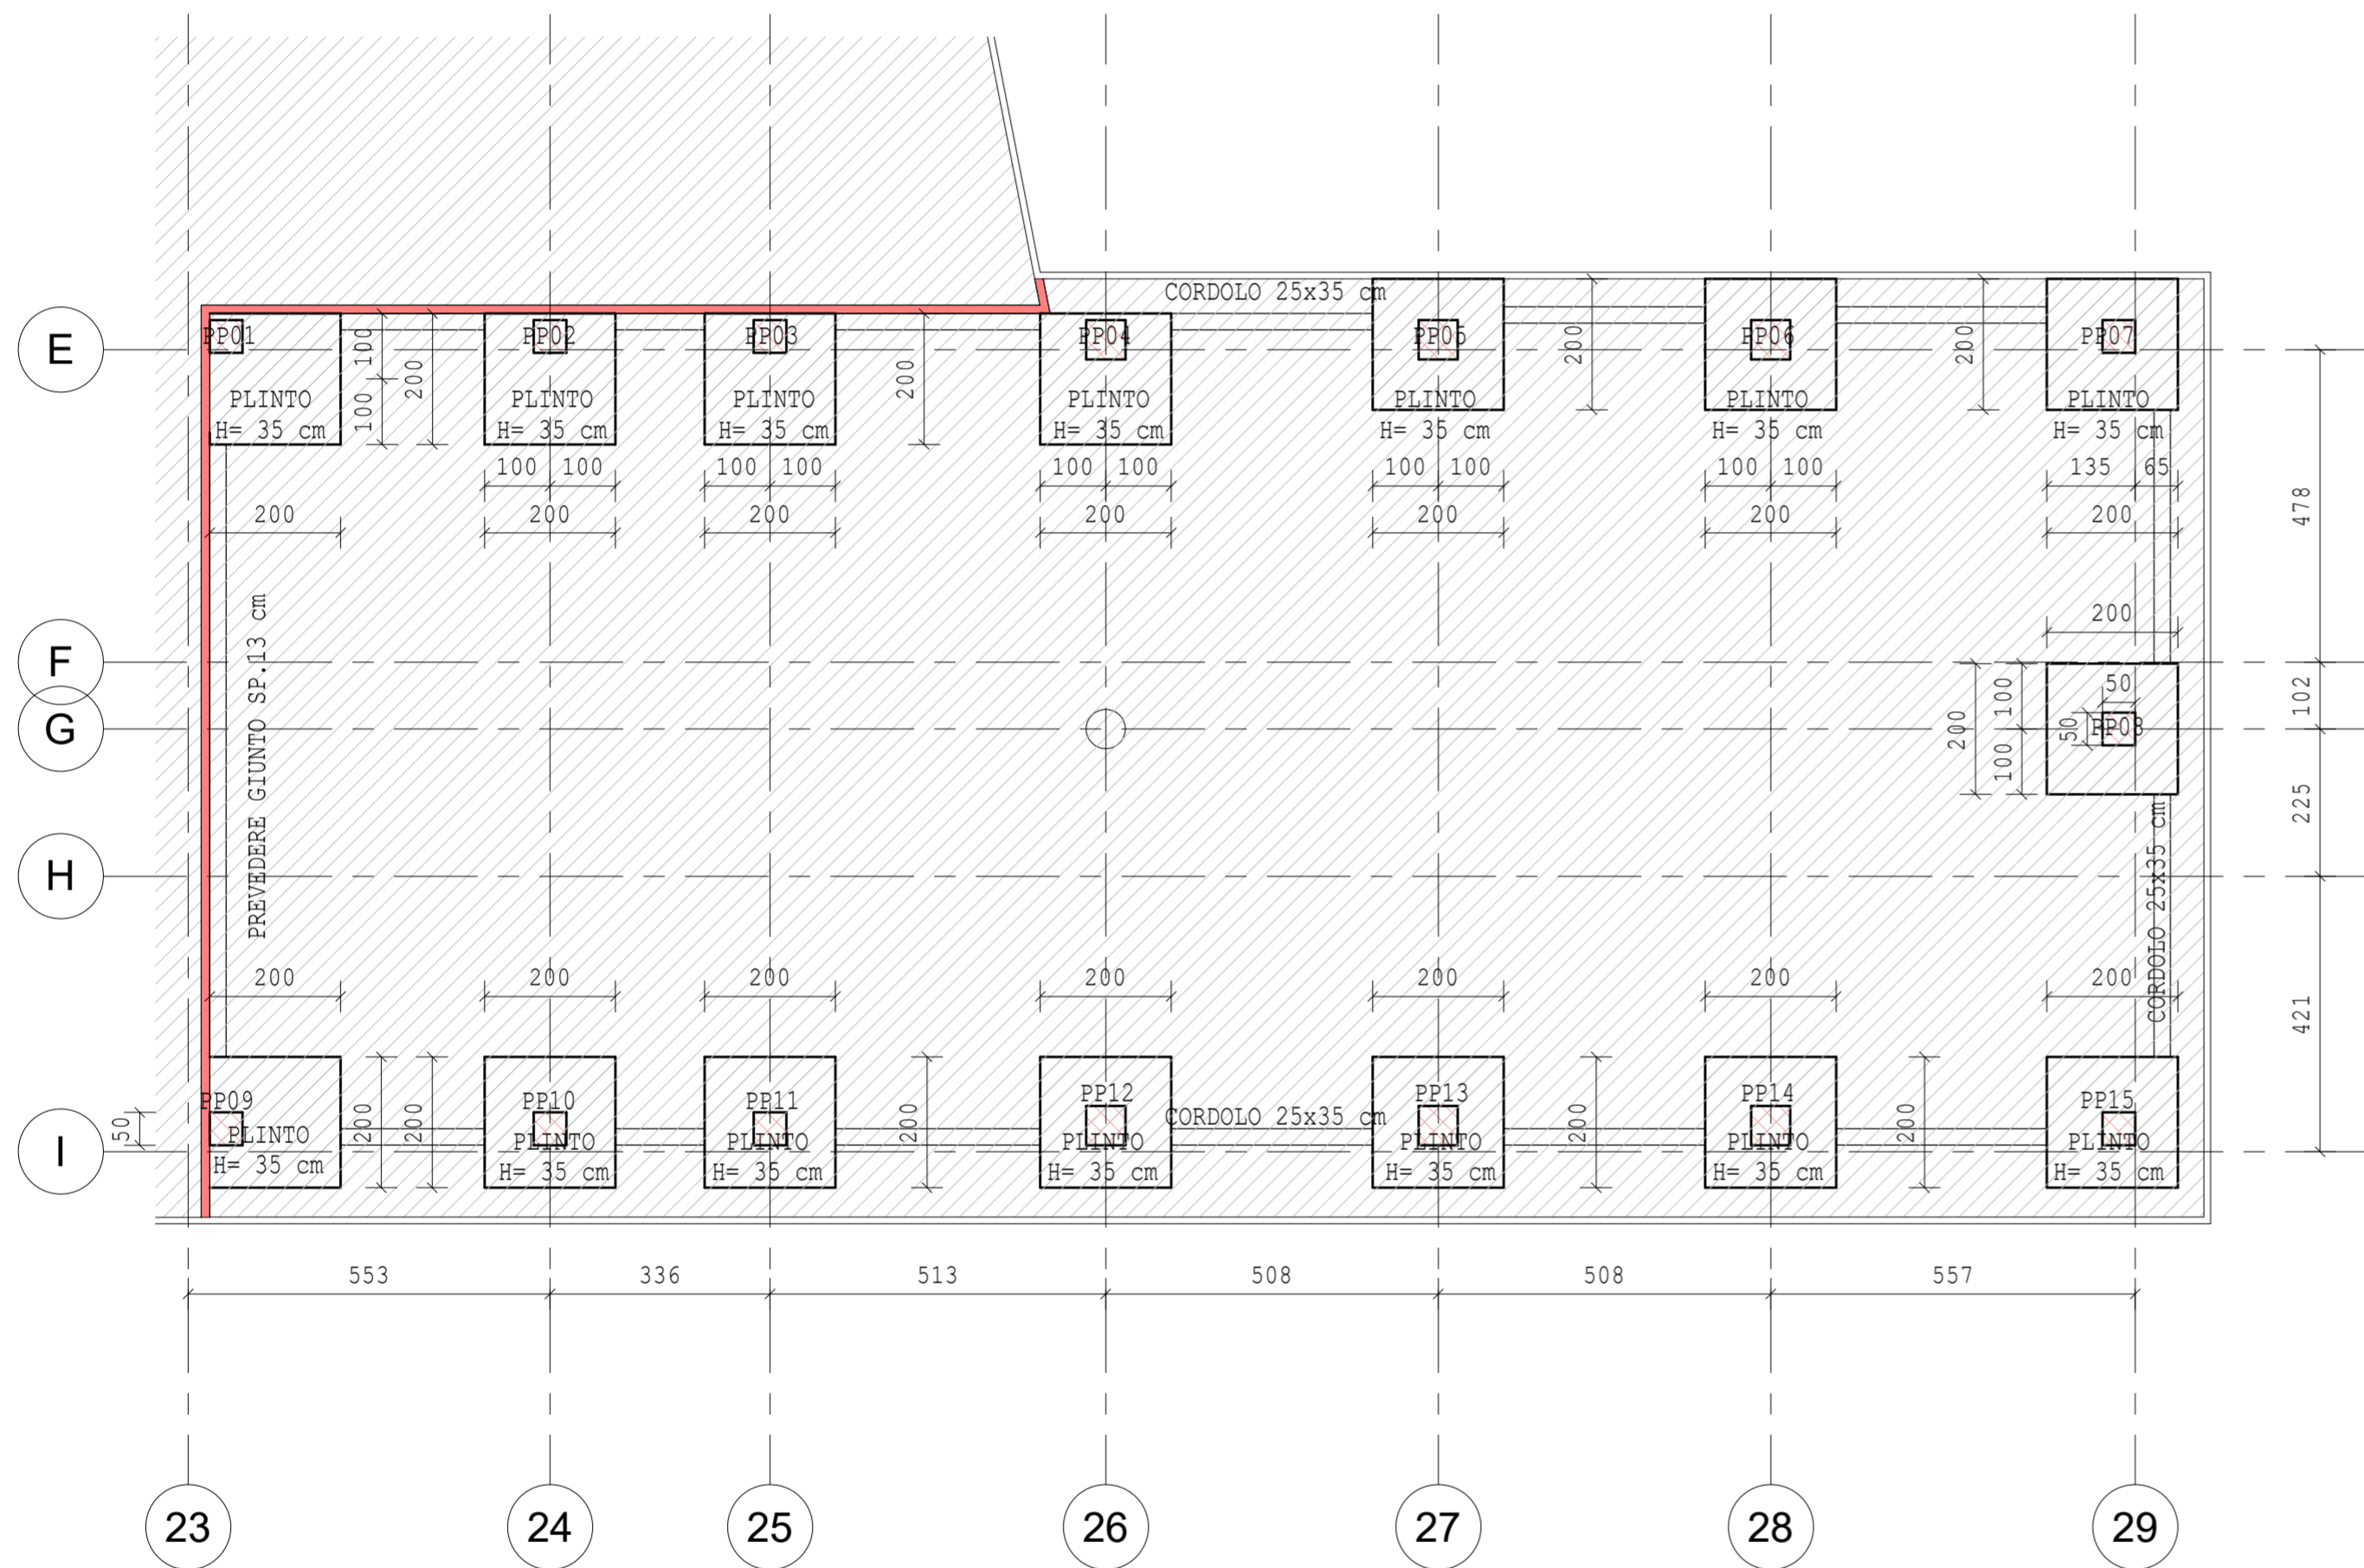 CORDOLO 25x35 cm
E
PP01
PP02
PP03
PP04
PP05
PP06
PP07
100
100
200
200
200
200
PLINTO
H= 35 cm
PLINTO
H= 35 cm
PLINTO
H= 35 cm
PLINTO
H= 35 cm
PLINTO
H= 35 cm
PLINTO
H= 35 cm
PLINTO
H= 35 cm
100 100
100 100
100 100
100 100
100 100
135 65
200
200
200
200
200
200
200
478
PREVEDERE GIUNTO SP.13 cm
200
F
102
50
50
100
100
200
PP08
G
225
H
CORDOLO 25x35 cm
421
200
200
200
200
200
200
200
PP09
PP10
PP11
PP12
PP13
PP14
PP15
CORDOLO 25x35 cm
50
200
200
200
200
200
I
PLINTO
H= 35 cm
PLINTO
H= 35 cm
PLINTO
H= 35 cm
PLINTO
H= 35 cm
PLINTO
H= 35 cm
PLINTO
H= 35 cm
PLINTO
H= 35 cm
553
336
513
508
508
557
23
24
25
26
27
28
29